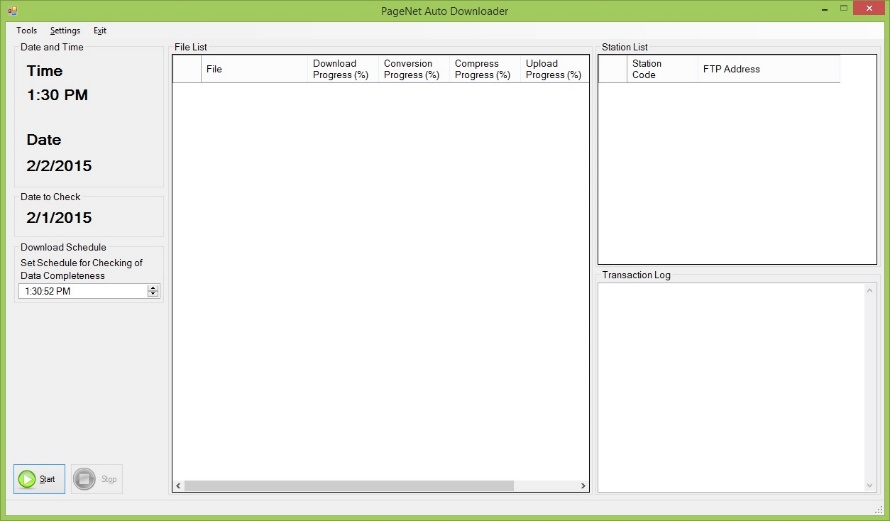 PageNet Auto Downloader
Tools Settings Exit
Date and Time
Time
1:30 PM
Date
2/2/2015
Date to Check
2/1/2015
Download Schedule
Set Schedule for Checking of
Data Completeness
1:30:52 PM
Start Stop
File List
File
Download
Progress (%)
Conversion
Progress (%)
Compress
Progress (%)
Upload
Progress (%)
Station List
Station
Code
FTP Address
Transaction Log